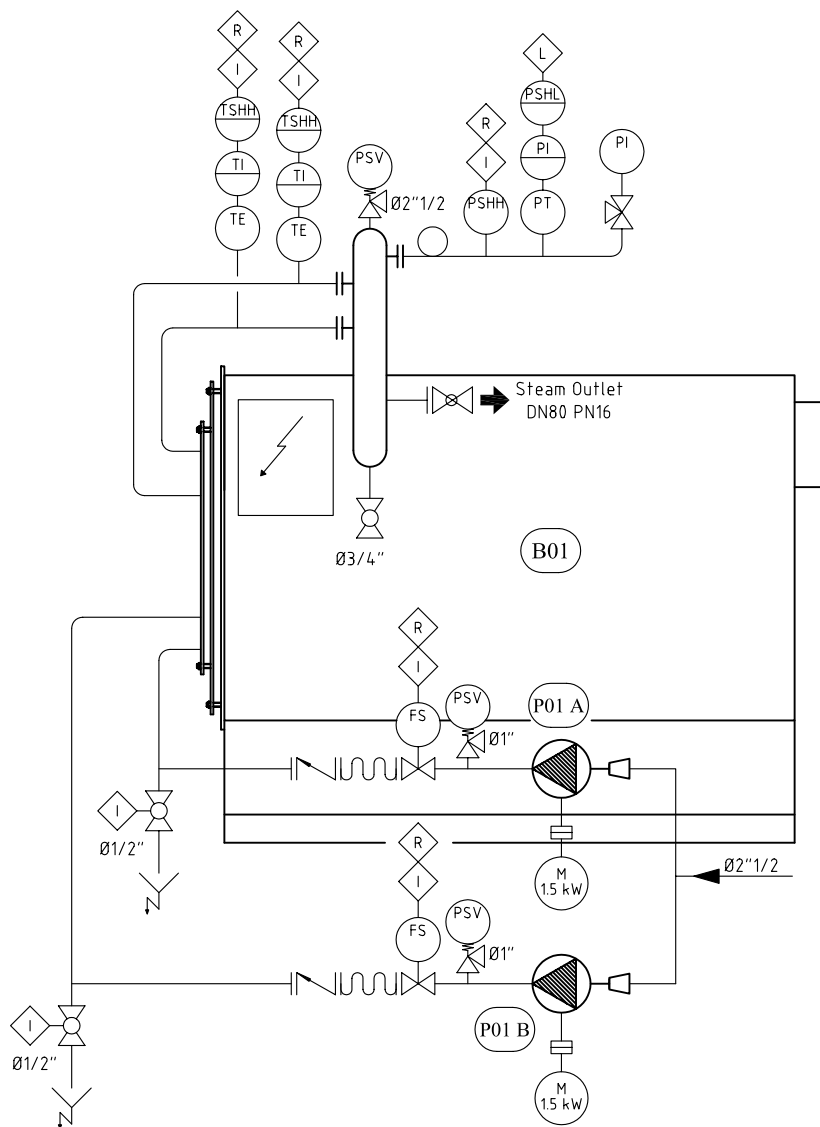 R
R
I
I
L
TSHH
TSHH
PSHL
R
PSV
PI
PI
TI
TI
I
Ø2"1/2
PSHH
PT
TE
TE
Steam Outlet
DN80 PN16
Ø3/4"
B01
R
I
P01 A
FS
PSV
Ø1"
I
Ø1/2"
R
M
1.5 kW
Ø2"1/2
I
FS
PSV
Ø1"
I
P01 B
Ø1/2"
M
1.5 kW